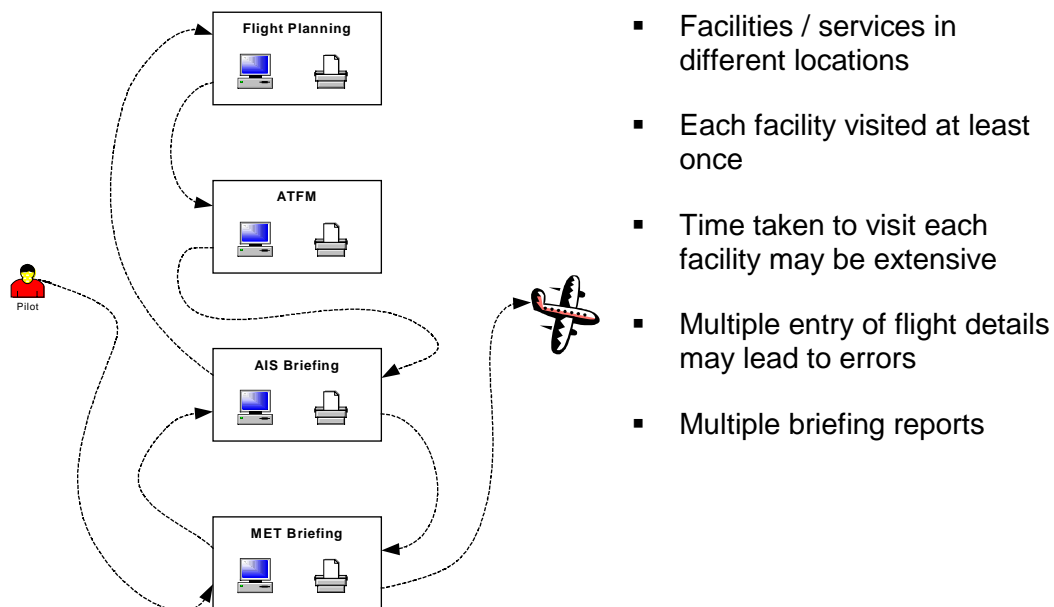 Flight Planning
ATFM
Pilot
AIS Briefing
MET Briefing
▪ Facilities / services in
different locations
▪ Each facility visited at least
once
▪ Time taken to visit each
facility may be extensive
▪ Multiple entry of flight details
may lead to errors
▪ Multiple briefing reports